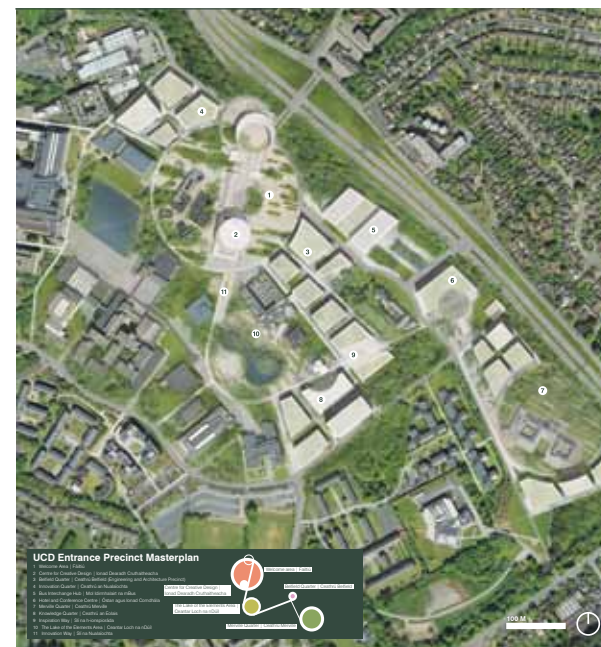 4
1
2
3
5
6
11
10
9
7
8
UCD Entrance Precinct Masterplan
1 Welcome Area | Fáiltiú
2 Centre for Creative Design | Ionad Dearadh Cruthaitheacha
3 Belfield Quarter | Ceathrú Belfield (Engineering and Architecture Precinct)
4 Innovation Quarter | Ceathrú an Nuálaíochta
5 Bus Interchange Hub | Mol Idirmhalairt na mBus
6 Hotel and Conference Centre | Óstán agus Ionad Comhdhála
7 Merville Quarter | Ceathrú Merville
8 Knowledge Quarter | Ceathrú an Eolais
9 Inspiration Way | Slí na
10 The Lake of the Elements Area | Ceantar Loch na nDúil
11 Innovation Way | Slí na Nuálaíochta
Welcome area | Fáiltiú
Centre for Creative Design |
Ionad Dearadh Cruthaitheacha
Belfield Quarter | Ceathrú Belfield
The Lake of the Elements Area |
Ceantar Loch na nDúil
Merville Quarter | Ceathrú Merville
100 M